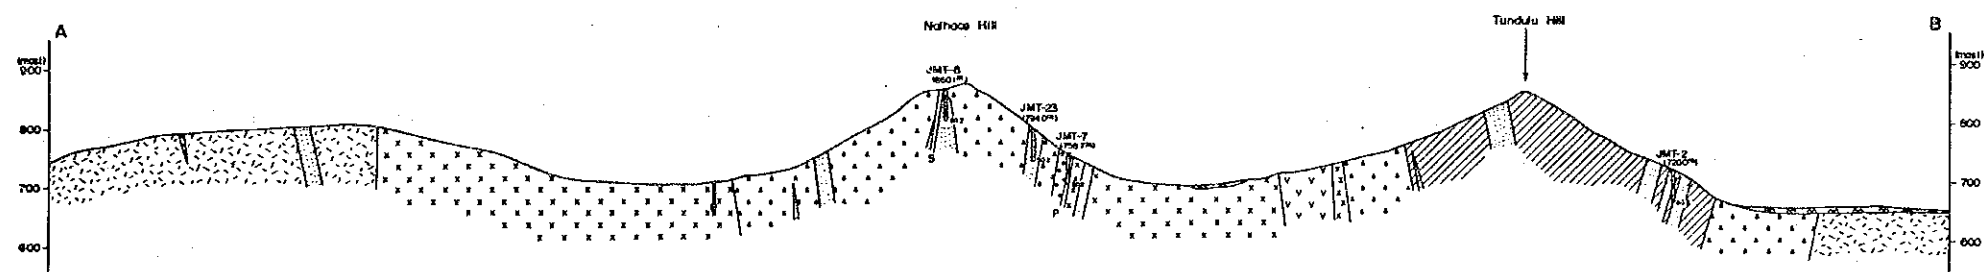 A
Nathace Hill
Tundulu Hill
B
(masl)
(masl)
900
900
JMT-6
JMT-23
JMT-7
800
800
JMT-2
S
700
700
P
600
600